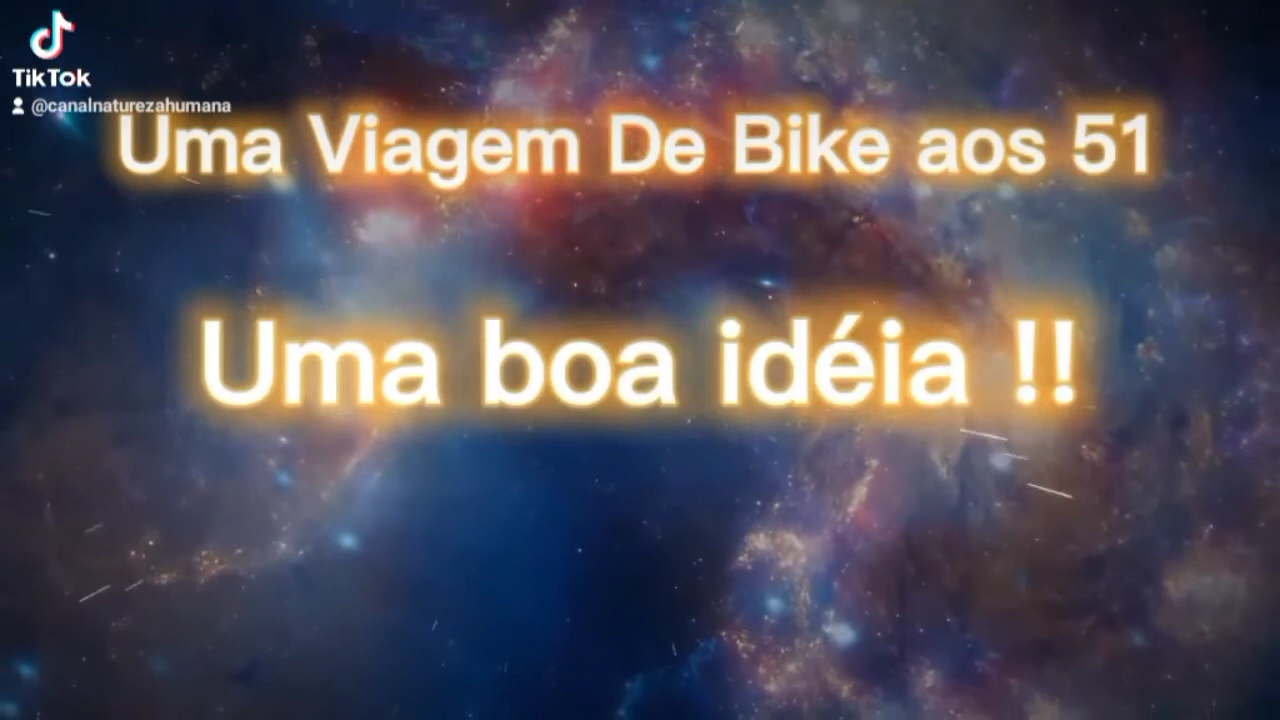 TikTok
@canalnaturezahumana
Uma Viagem De Bike aos 51
Uma boa idéia !!